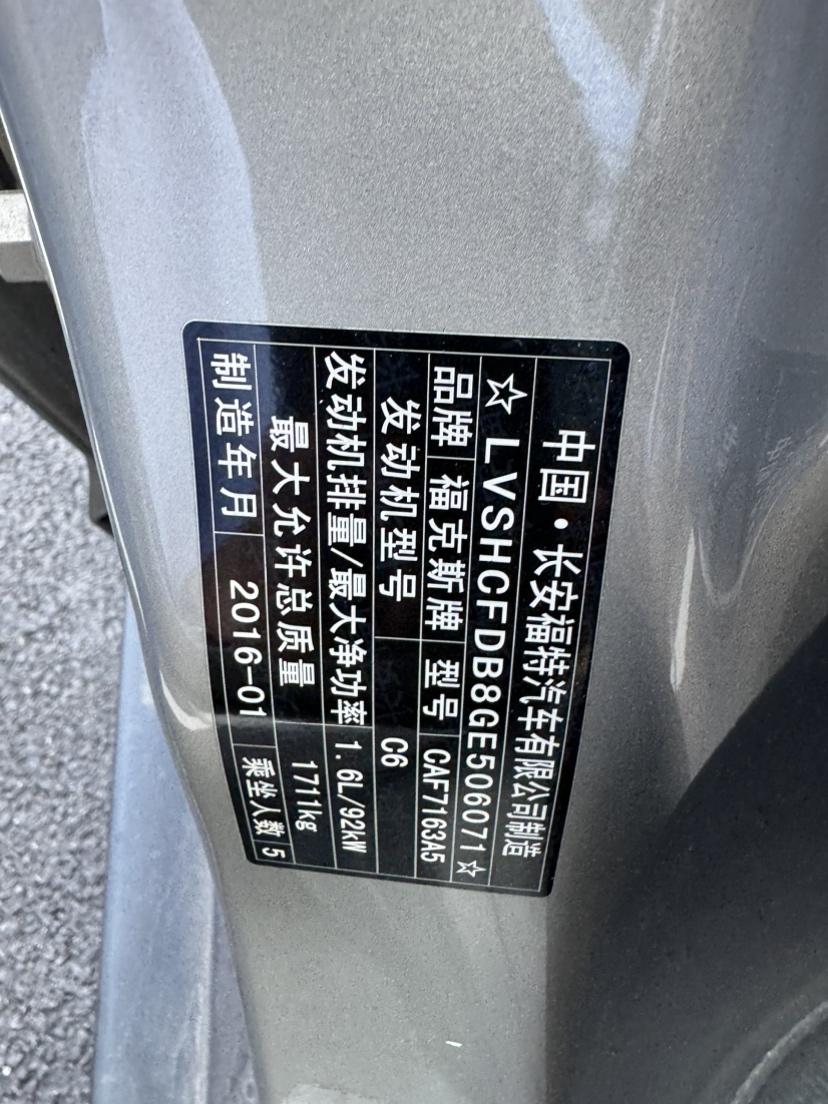 中国·长安福特汽车有限公司制造
☆LVSHCFDB8GE506071☆
品牌 福克斯牌 型号 CAF7163A5
发动机型号 C6
发动机排量/最大净功率 1.6L/92kW
最大允许总质量 1711kg
制造年月 2016-01 乘坐人数 5